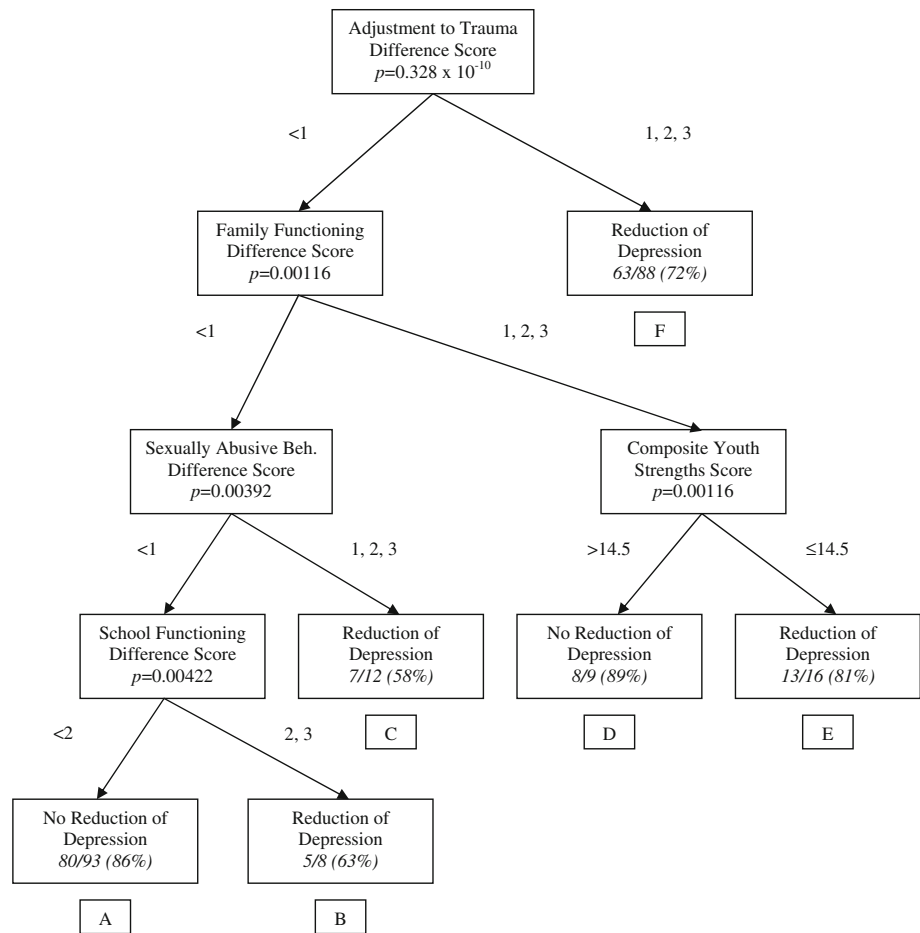 Adjustment to Trauma
Difference Score
p=0.328 x 10^-10
<1
1, 2, 3
Family Functioning
Difference Score
p=0.00116
Reduction of
Depression
63/88 (72%)
F
<1
1, 2, 3
Sexually Abusive Beh.
Difference Score
p=0.00392
Composite Youth
Strengths Score
p=0.00116
<1
1, 2, 3
>14.5
≤14.5
School Functioning
Difference Score
p=0.00422
Reduction of
Depression
7/12 (58%)
No Reduction of
Depression
8/9 (89%)
Reduction of
Depression
13/16 (81%)
C
D
E
<2
2, 3
No Reduction of
Depression
80/93 (86%)
Reduction of
Depression
5/8 (63%)
A
B